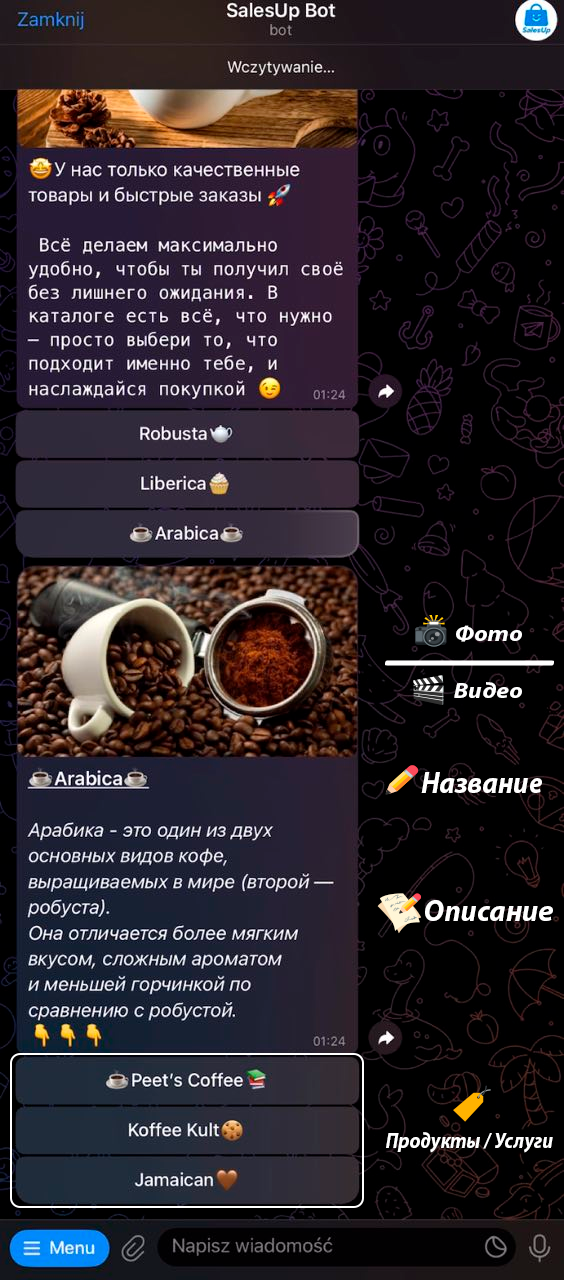 Zamknij
SalesUp Bot
bot
SalesUp
Wczytywanie...
🤩У нас только качественные
товары и быстрые заказы 🚀
Всё делаем максимально
удобно, чтобы ты получил своё
без лишнего ожидания. В
каталоге есть всё, что нужно
— просто выбери то, что
подходит именно тебе, и
наслаждайся покупкой 😉
01:24
Robusta🫖
Liberica🧁
☕Arabica☕
📸 Фото
🎬 Видео
☕Arabica☕
✏️Название
Арабика - это один из двух
основных видов кофе,
выращиваемых в мире (второй —
робуста).
Она отличается более мягким
вкусом, сложным ароматом
и меньшей горчинкой по
сравнению с робустой.
👇👇👇
01:24
📝Описание
☕Peet's Coffee📚
Koffee Kult🍪
Jamaican🤎
🏷️
Продукты / Услуги
Menu
Napisz wiadomość